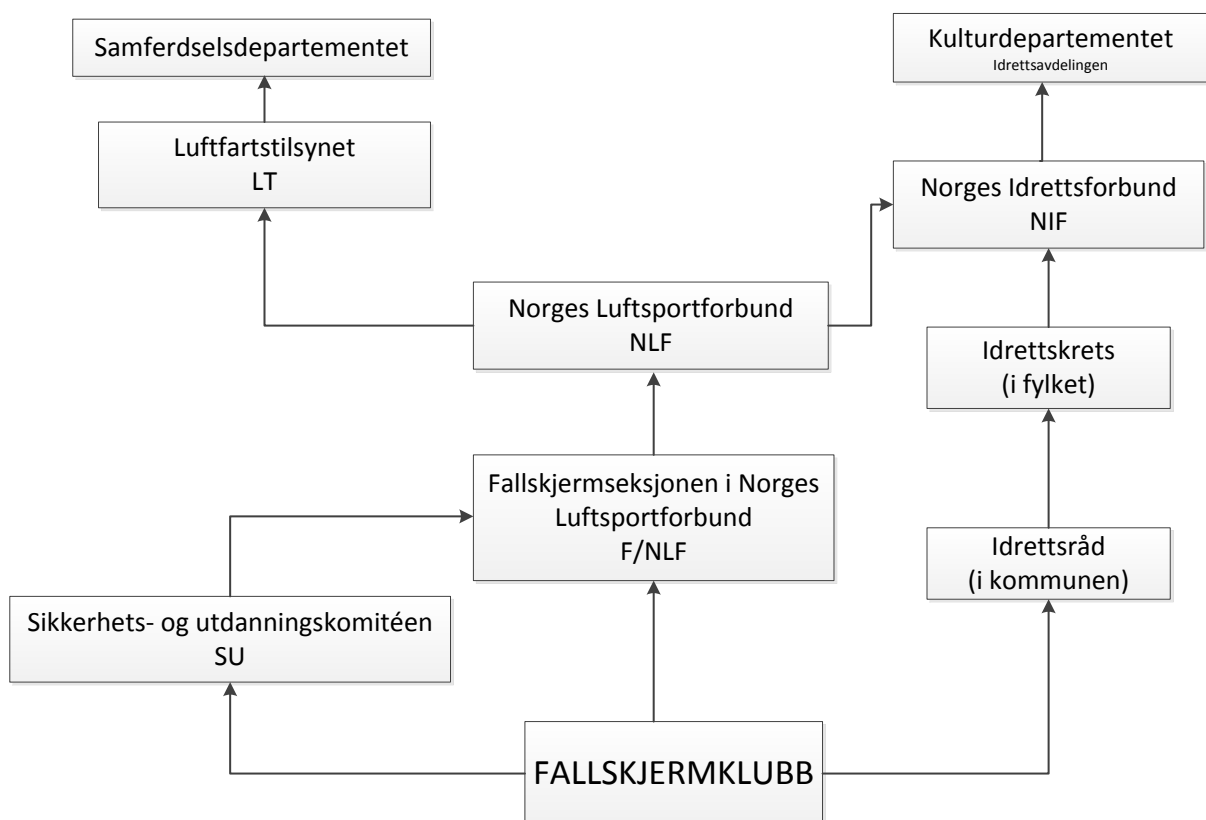 Samferdselsdepartementet
Kulturdepartementet
Idrettsavdelingen
Luftfartstilsynet
LT
Norges Idrettsforbund
NIF
Norges Luftsportforbund
NLF
Idrettskrets
(i fylket)
Fallskjermseksjonen i Norges
Luftsportforbund
F/NLF
Idrettsråd
(i kommunen)
Sikkerhets- og utdanningskomitéen
SU
FALLSKJERMKLUBB